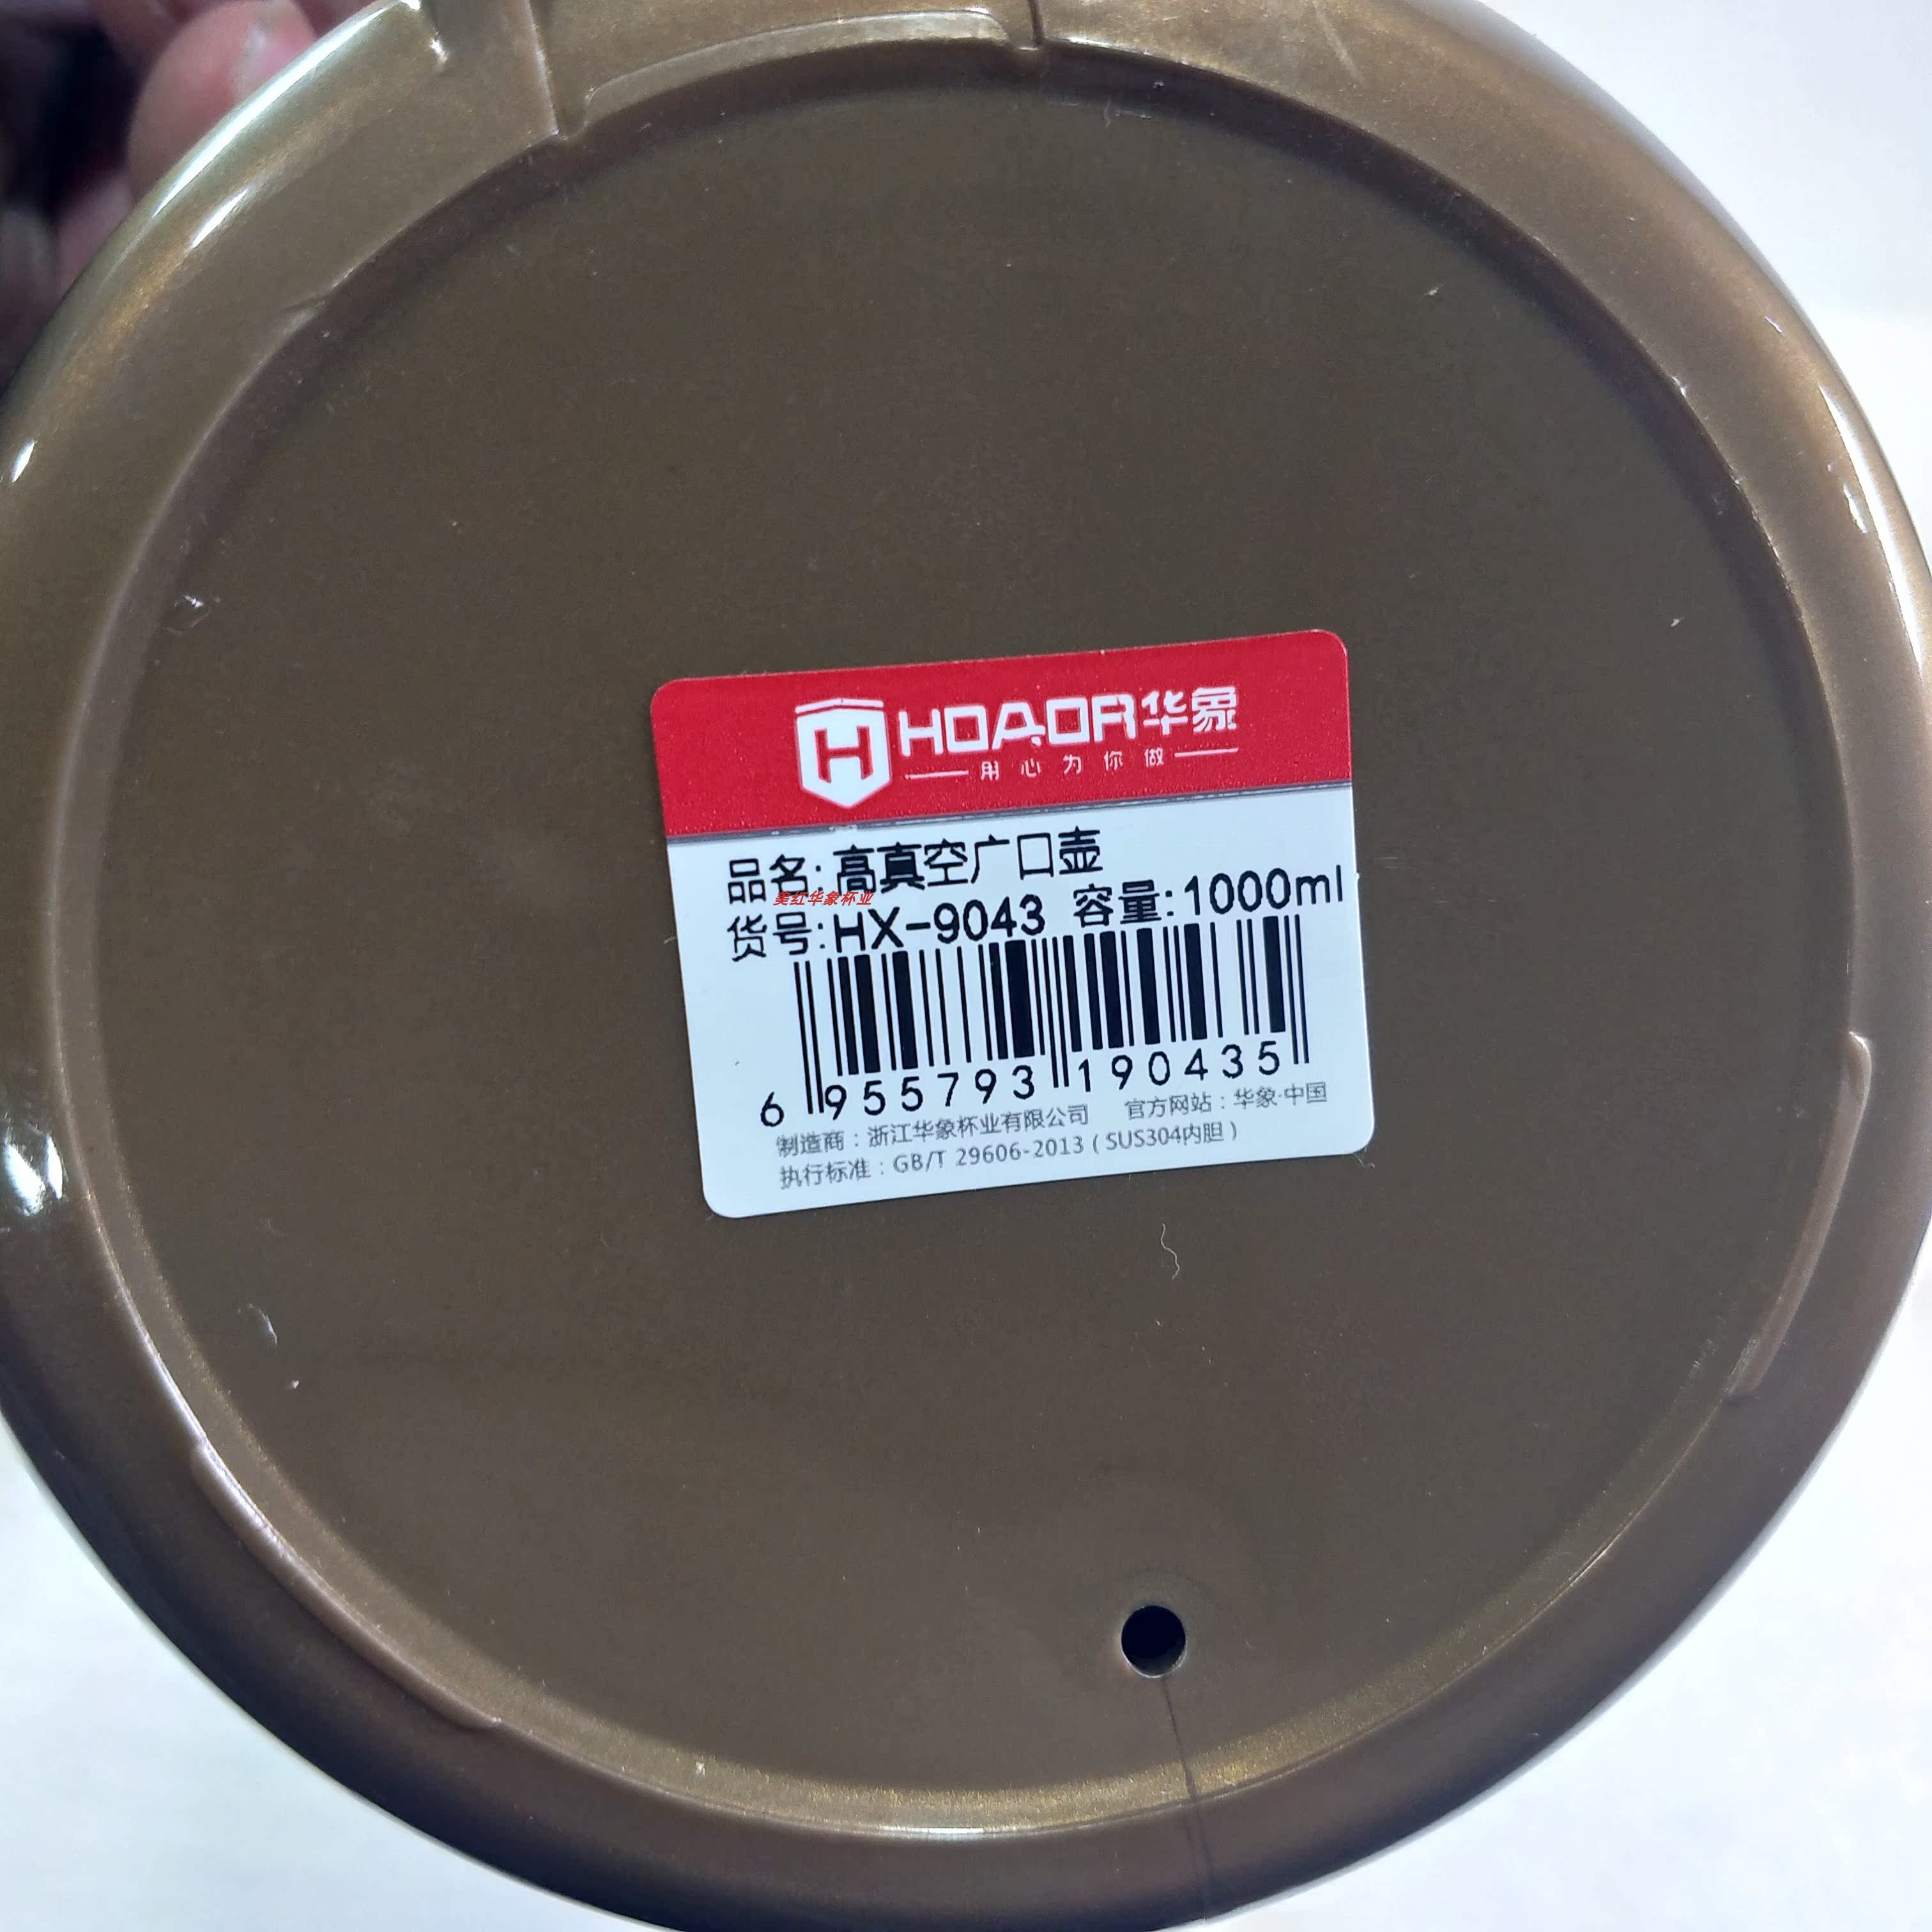 HOAOR华象
用心为你做
品名:高真空广口壶
美红华象杯业
货号:HX-9043 容量:1000ml
6 955793 190435
制造商：浙江华象杯业有限公司 官方网站：华象·中国
执行标准：GB/T 29606-2013（SUS304内胆）